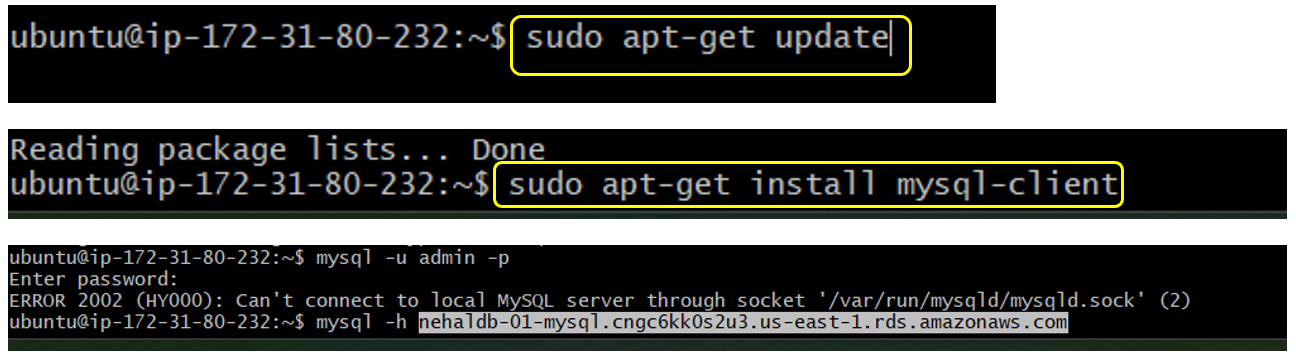 ubuntu@ip-172-31-80-232:~$ sudo apt-get update
Reading package lists... Done
ubuntu@ip-172-31-80-232:~$ sudo apt-get install mysql-client
ubuntu@ip-172-31-80-232:~$ mysql -u admin -p
Enter password:
ERROR 2002 (HY000): Can't connect to local MySQL server through socket '/var/run/mysqld/mysqld.sock' (2)
ubuntu@ip-172-31-80-232:~$ mysql -h nehaldb-01-mysql.cngc6kk0s2u3.us-east-1.rds.amazonaws.com